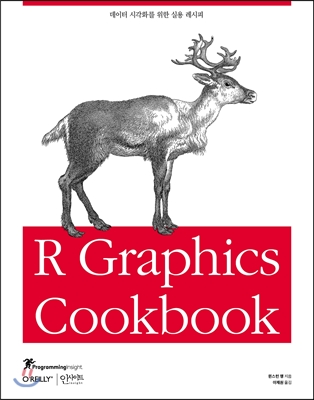 데이터 시각화를 위한 실용 레시피
R Graphics
Cookbook
ProgrammingInsight
O'REILLY® 인사이트
insight
윈스턴 챙 지음
이제원 옮김